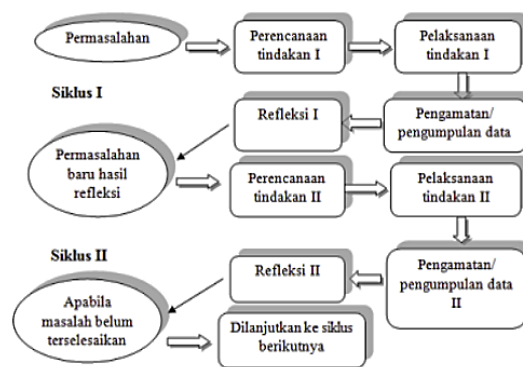 Permasalahan
Perencanaan
tindakan I
Pelaksanaan
tindakan I
Siklus I
Pengamatan/
pengumpulan data
Refleksi I
Permasalahan
baru hasil
refleksi
Perencanaan
tindakan II
Pelaksanaan
tindakan II
Siklus II
Pengamatan/
pengumpulan data
II
Refleksi II
Apabila
masalah belum
terselesaikan
Dilanjutkan ke siklus
berikutnya